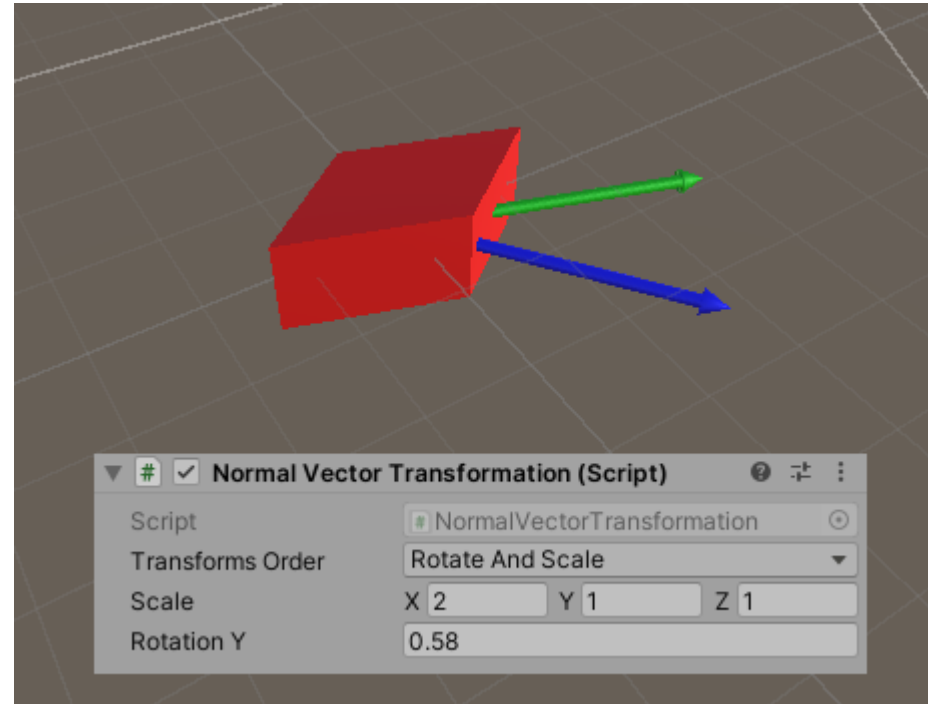 # Normal Vector Transformation (Script)
Script # NormalVectorTransformation
Transforms Order Rotate And Scale
Scale X 2 Y 1 Z 1
Rotation Y 0.58